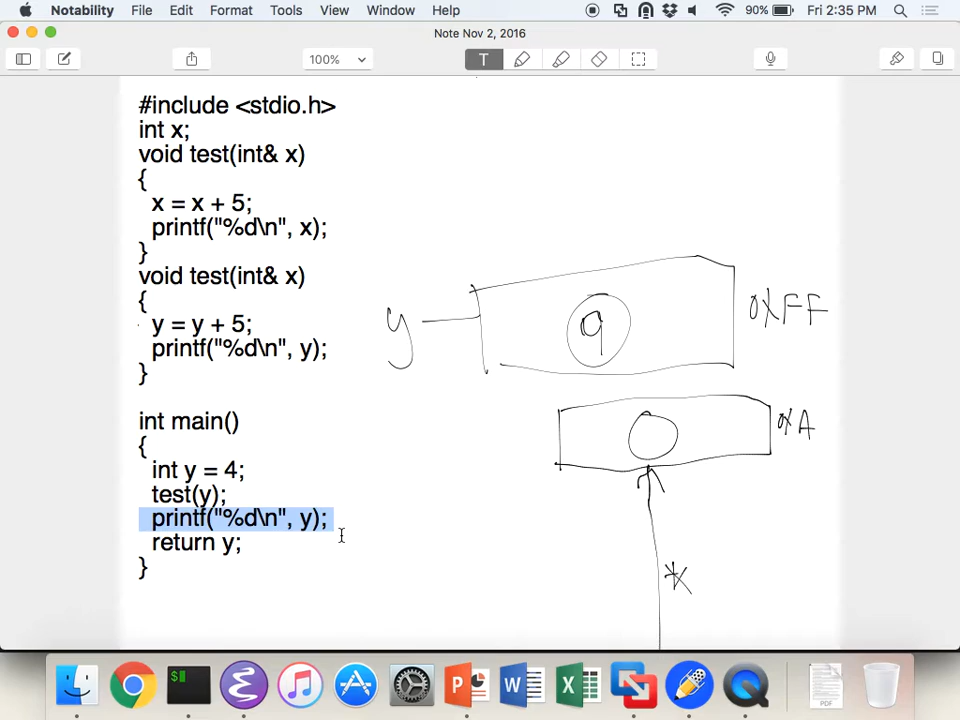 Notability File Edit Format Tools View Window Help 90% Fri 2:35 PM
Note Nov 2, 2016
100% T
#include <stdio.h>
int x;
void test(int& x)
{
x = x + 5;
printf("%d\n", x);
}
void test(int& x)
{
y = y + 5;
printf("%d\n", y);
}
int main()
{
int y = 4;
test(y);
printf("%d\n", y);
return y;
}
y 9 0xFF
0xA
*
$
P W X
PDF